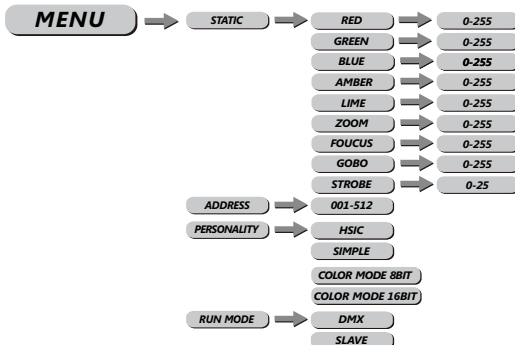 MENU STATIC RED 0-255
GREEN 0-255
BLUE 0-255
AMBER 0-255
LIME 0-255
ZOOM 0-255
FOUCUS 0-255
GOBO 0-255
STROBE 0-25
ADDRESS 001-512
PERSONALITY HSIC
SIMPLE
COLOR MODE 8BIT
COLOR MODE 16BIT
RUN MODE DMX
SLAVE